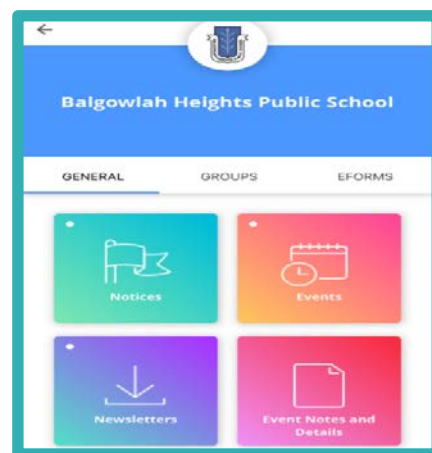 Balgowlah Heights Public School
GENERAL GROUPS EFORMS
Notices Events
Newsletters Event Notes and
Details